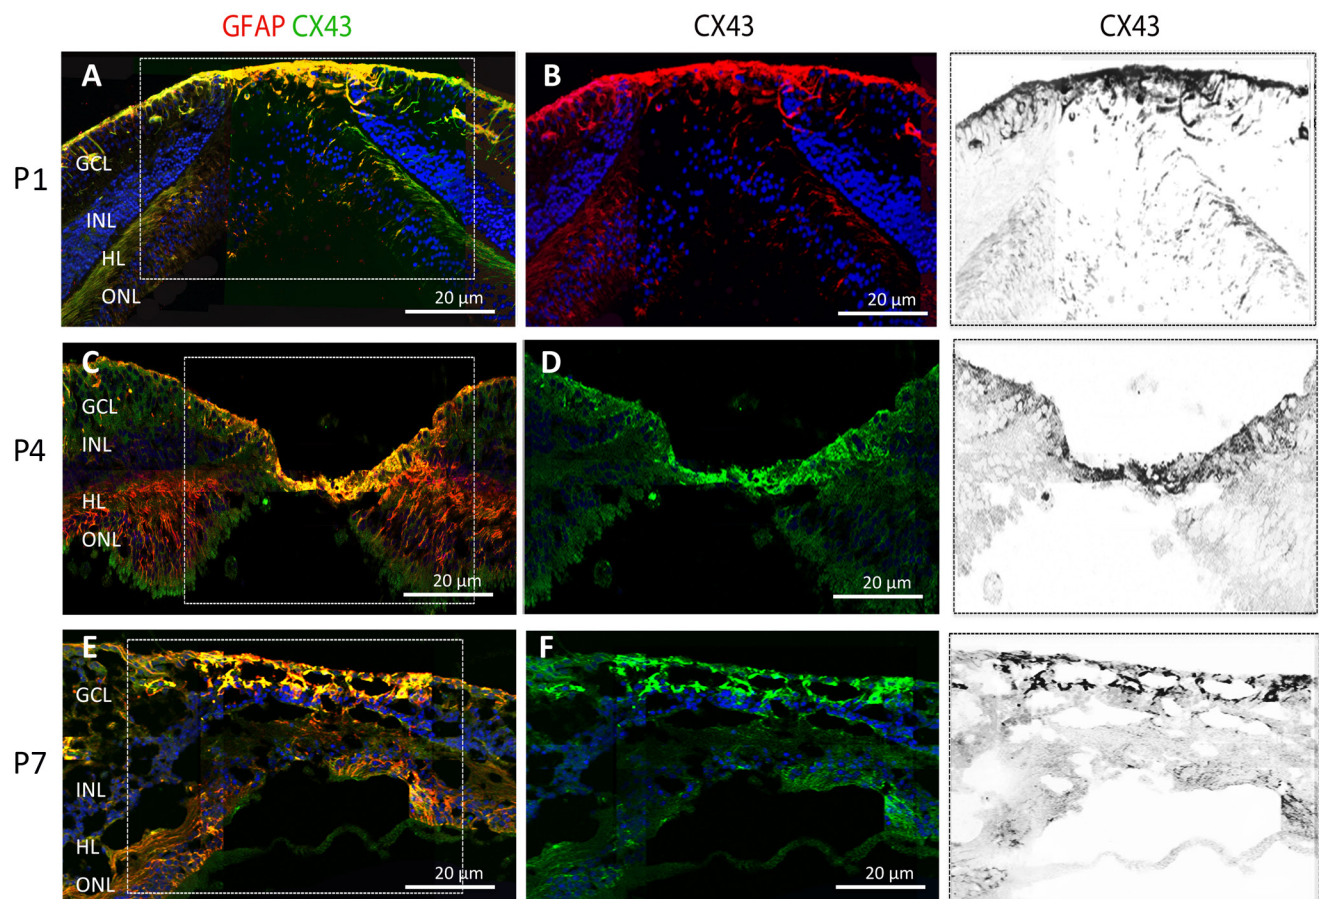 GFAP CX43 CX43 CX43
A B
P1
GCL
INL
HL
ONL
20 µm 20 µm
C D
P4
GCL
INL
HL
ONL
20 µm 20 µm
E F
P7
GCL
INL
HL
ONL
20 µm 20 µm